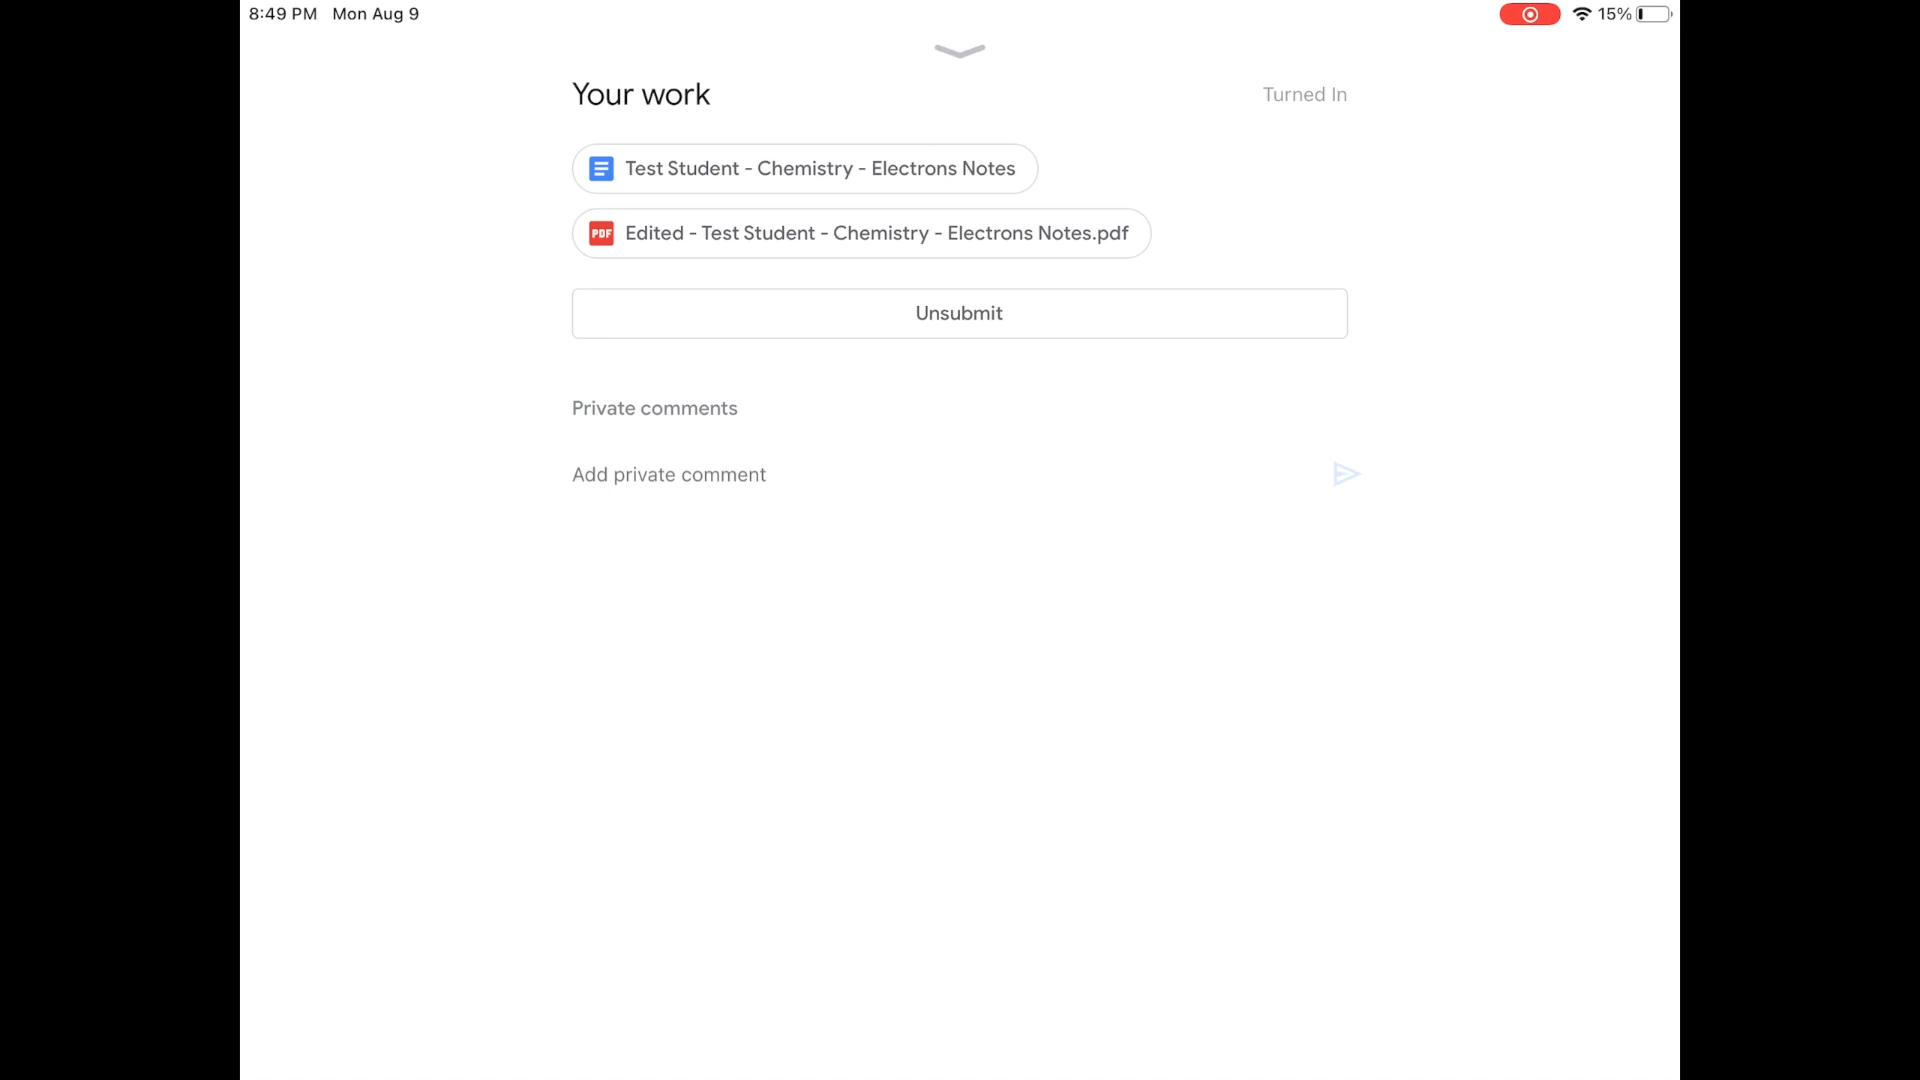 8:49 PM Mon Aug 9
15%
Your work
Turned In
Test Student - Chemistry - Electrons Notes
PDF Edited - Test Student - Chemistry - Electrons Notes.pdf
Unsubmit
Private comments
Add private comment